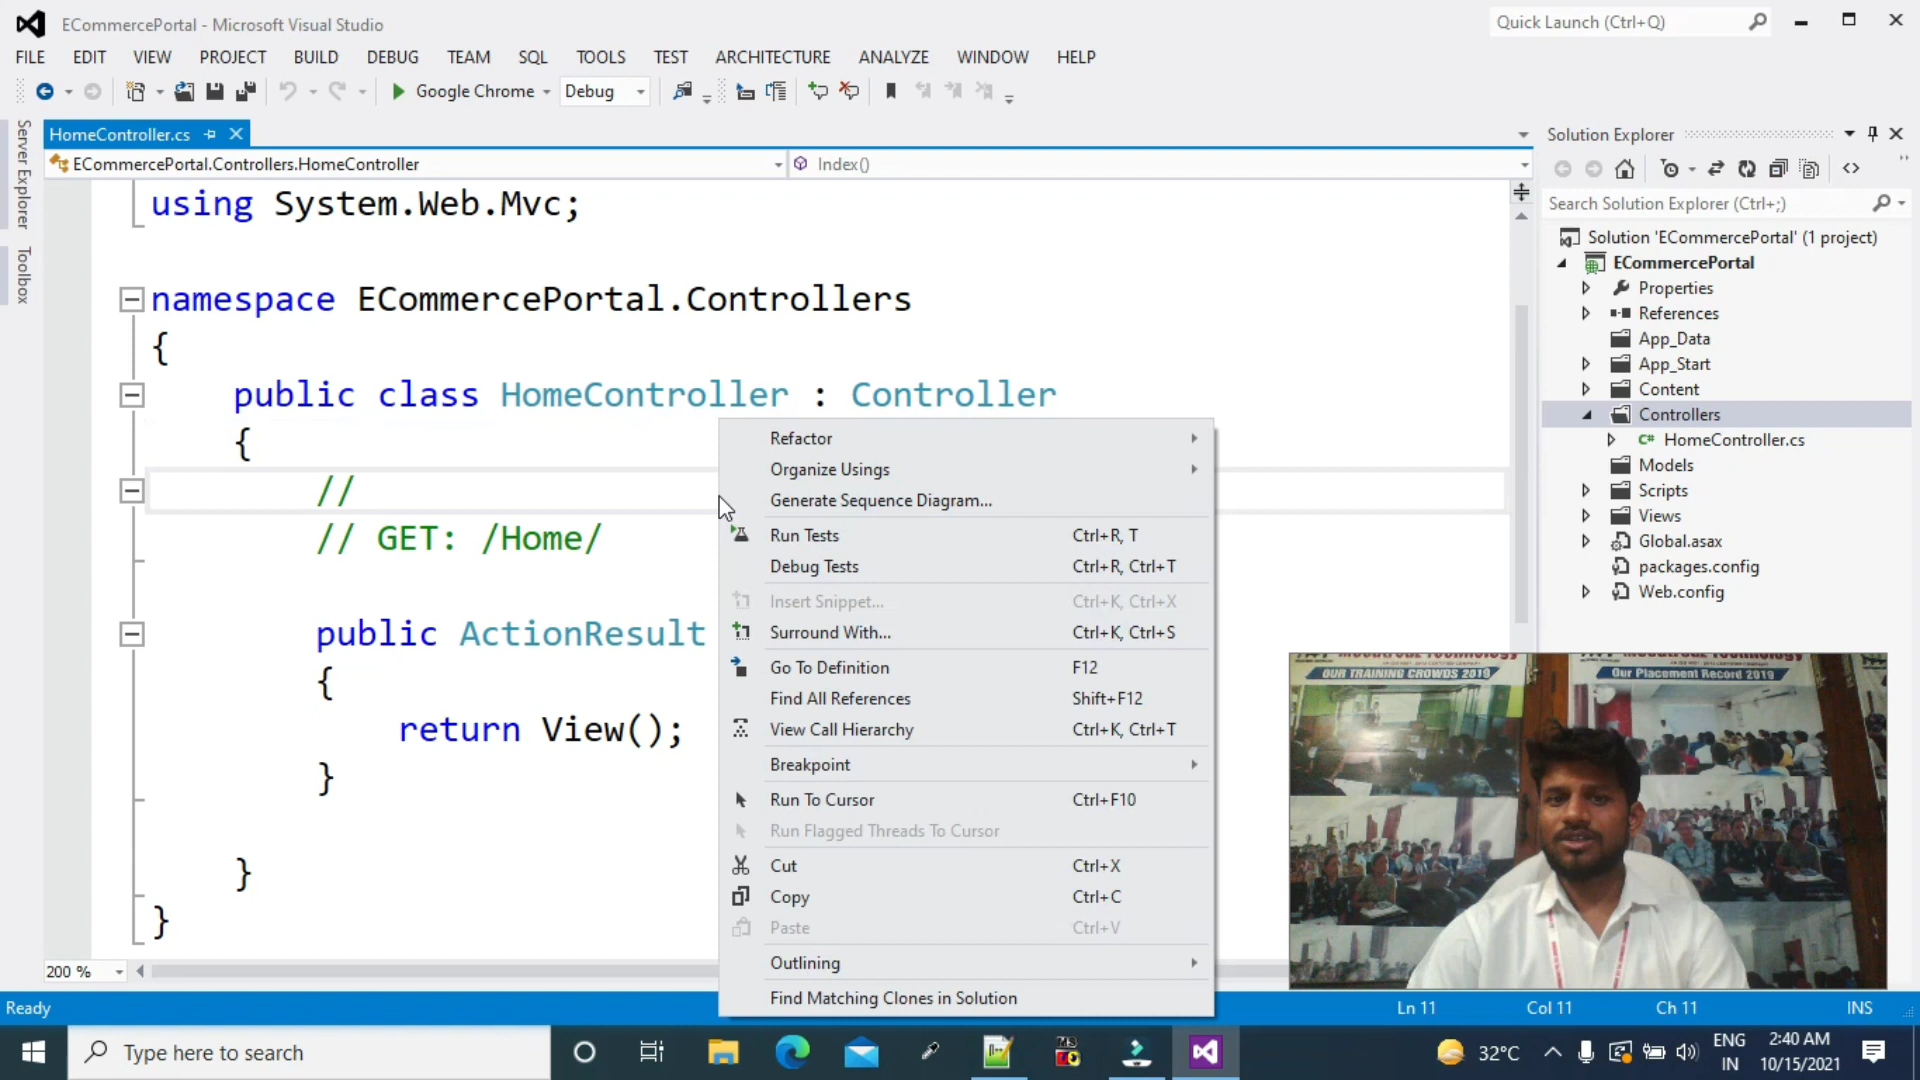 ECommercePortal - Microsoft Visual Studio
Quick Launch (Ctrl+Q)
FILE EDIT VIEW PROJECT BUILD DEBUG TEAM SQL TOOLS TEST ARCHITECTURE ANALYZE WINDOW HELP
Google Chrome Debug
Server Explorer
Toolbox
HomeController.cs
ECommercePortal.Controllers.HomeController
Index()
using System.Web.Mvc;
namespace ECommercePortal.Controllers
{
public class HomeController : Controller
{
//
// GET: /Home/
public ActionResult
{
return View();
}
}
}
200 %
Refactor
Organize Usings
Generate Sequence Diagram...
Run Tests Ctrl+R, T
Debug Tests Ctrl+R, Ctrl+T
Insert Snippet... Ctrl+K, Ctrl+X
Surround With... Ctrl+K, Ctrl+S
Go To Definition F12
Find All References Shift+F12
View Call Hierarchy Ctrl+K, Ctrl+T
Breakpoint
Run To Cursor Ctrl+F10
Run Flagged Threads To Cursor
Cut Ctrl+X
Copy Ctrl+C
Paste Ctrl+V
Outlining
Find Matching Clones in Solution
Solution Explorer
Search Solution Explorer (Ctrl+;)
Solution 'ECommercePortal' (1 project)
ECommercePortal
Properties
References
App_Data
App_Start
Content
Controllers
C# HomeController.cs
Models
Scripts
Views
Global.asax
packages.config
Web.config
OUR TRAINING CROWDS 2019
Our Placement Record 2019
Ready
Ln 11 Col 11 Ch 11 INS
Type here to search
32°C
ENG
IN
2:40 AM
10/15/2021